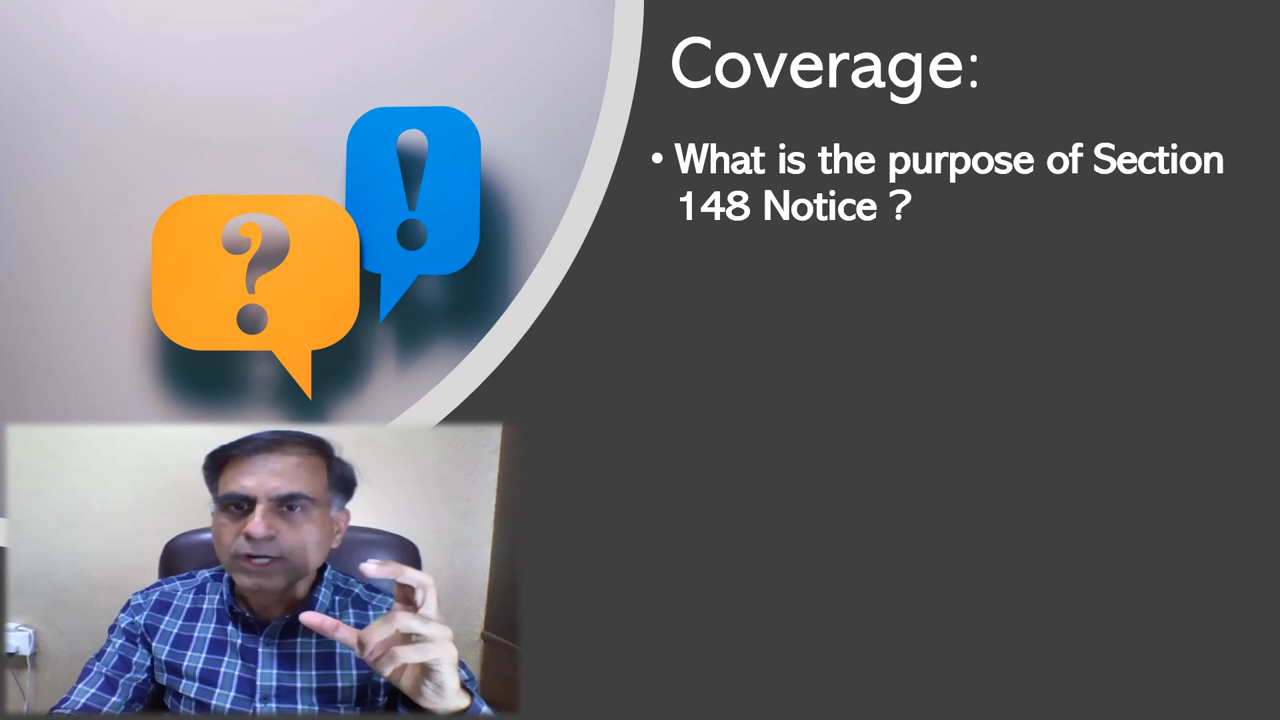 Coverage:
• What is the purpose of Section
148 Notice ?